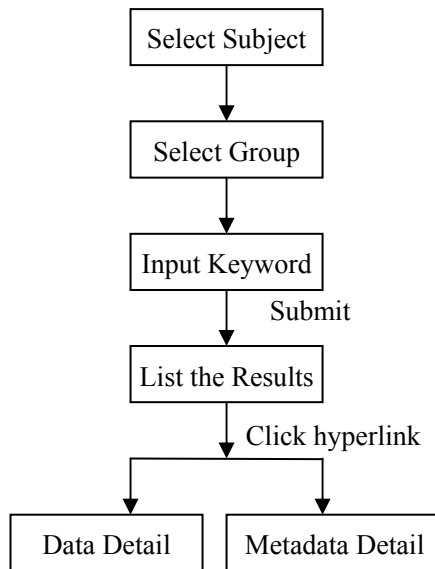 Select Subject
Select Group
Input Keyword
Submit
List the Results
Click hyperlink
Data Detail
Metadata Detail